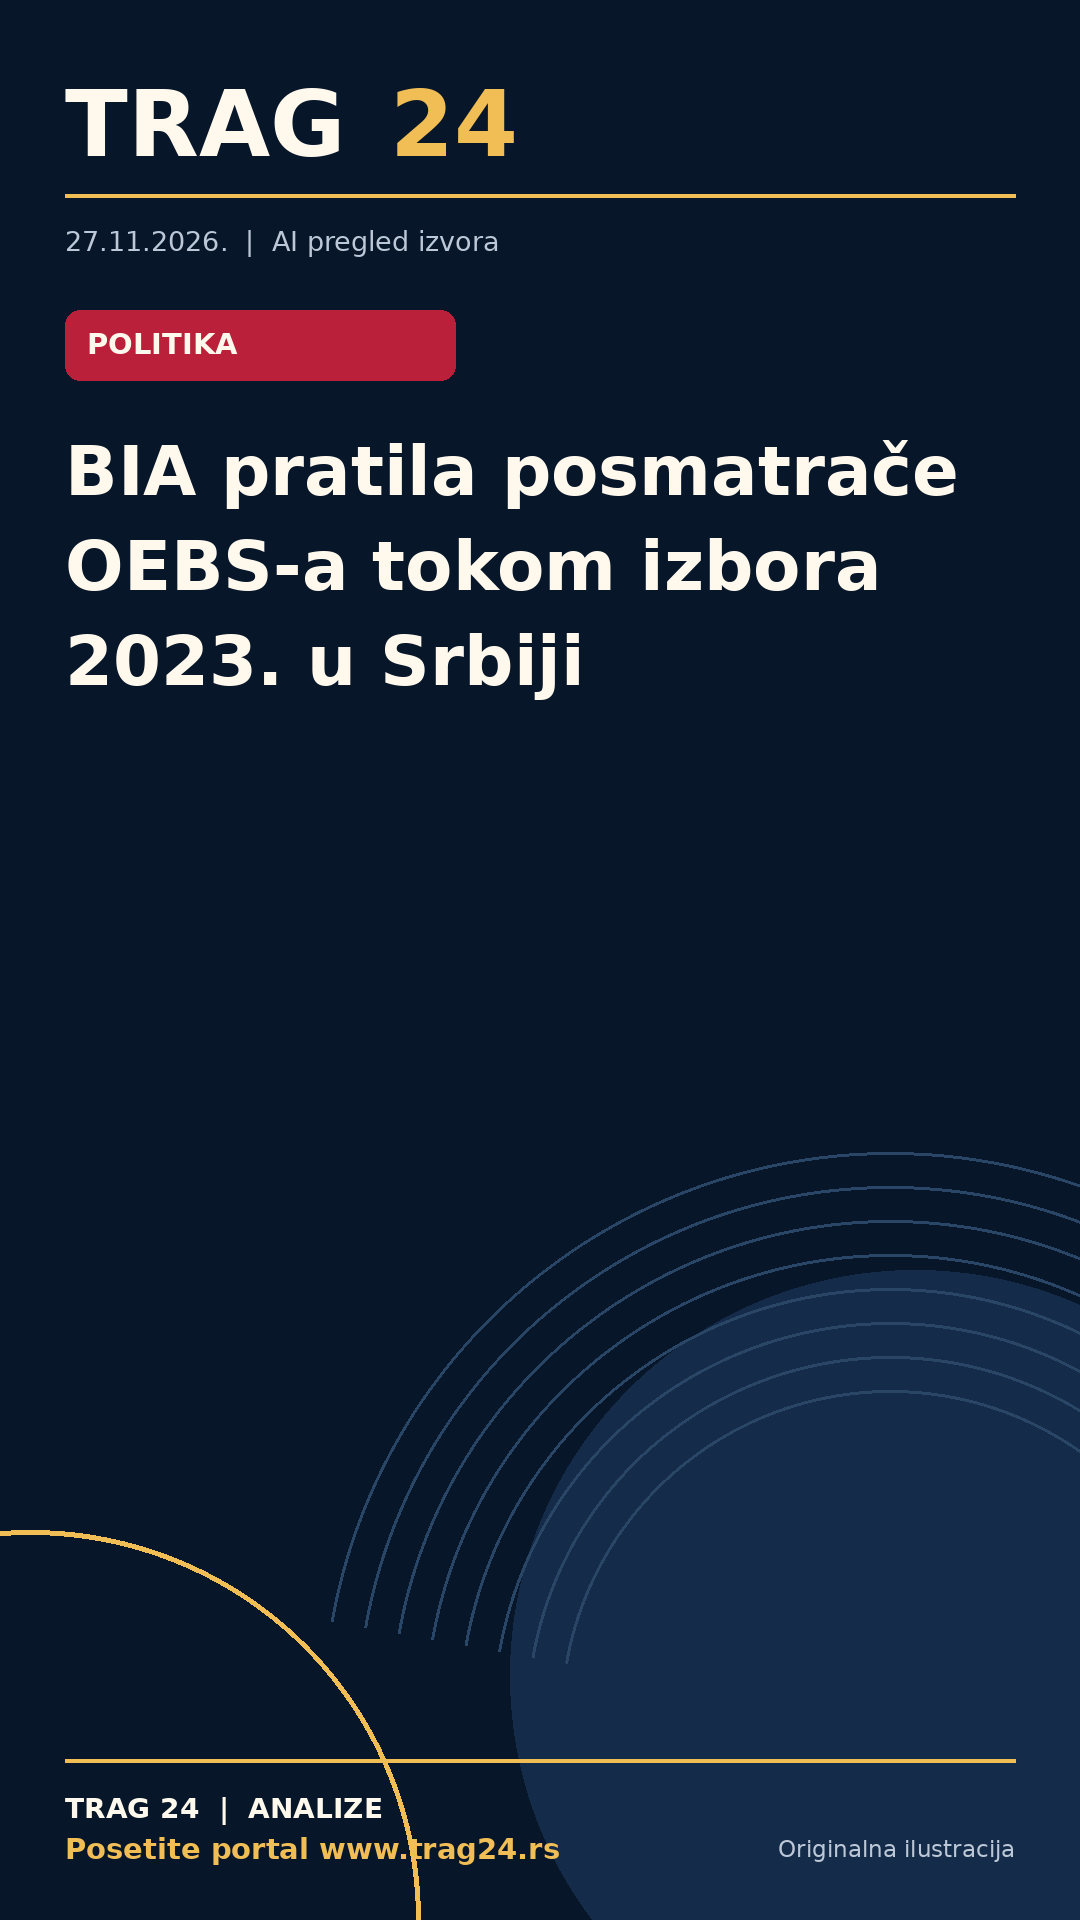 TRAG 24
27.11.2026. | AI pregled izvora
POLITIKA
BIA pratila posmatrače
OEBS-a tokom izbora
2023. u Srbiji
TRAG 24 | ANALIZE
Posetite portal www.trag24.rs
Originalna ilustracija